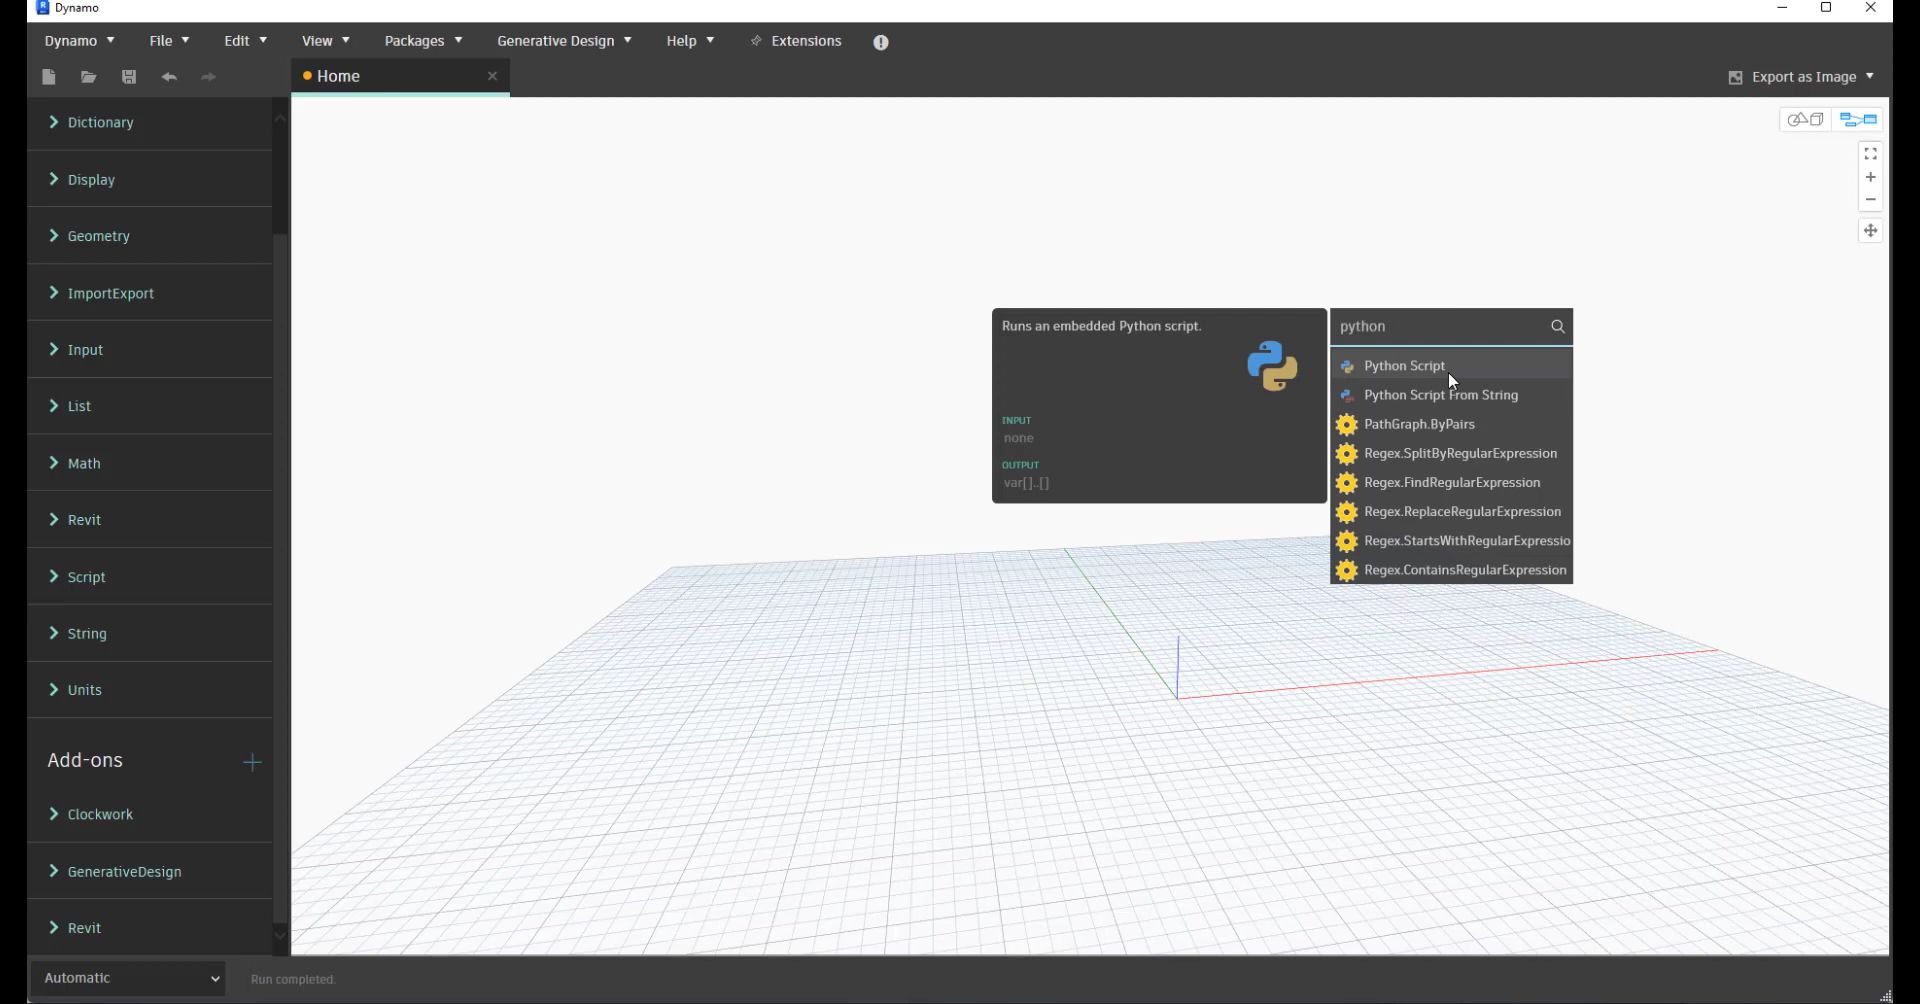 Dynamo
Dynamo File Edit View Packages Generative Design Help Extensions
Home
Export as Image
Dictionary
Display
Geometry
ImportExport
Input
List
Math
Revit
Script
String
Units
Add-ons
Clockwork
GenerativeDesign
Revit
Runs an embedded Python script.
INPUT
none
OUTPUT
var[]..[]
python
Python Script
Python Script From String
PathGraph.ByPairs
Regex.SplitByRegularExpression
Regex.FindRegularExpression
Regex.ReplaceRegularExpression
Regex.StartsWithRegularExpressio
Regex.ContainsRegularExpression
Automatic
Run completed.